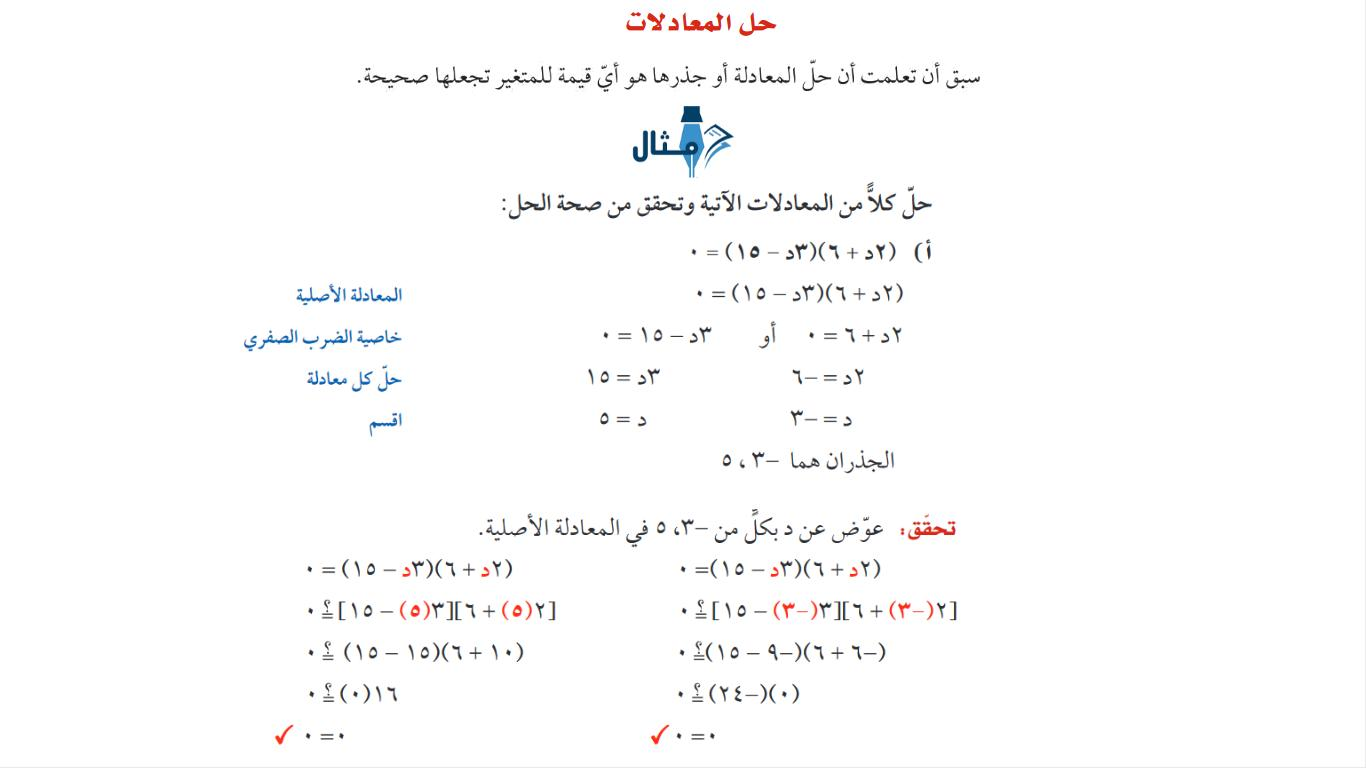 حل المعادلات
سبق أن تعلمت أن حلّ المعادلة أو جذرها هو أيّ قيمة للمتغير تجعلها صحيحة.
مثال
حلّ كلاًّ من المعادلات الآتية وتحقق من صحة الحل:
أ) (٢د + ٦)(٣د – ١٥) = ٠
(٢د + ٦)(٣د – ١٥) = ٠ المعادلة الأصلية
٢د + ٦ = ٠ أو ٣د – ١٥ = ٠ خاصية الضرب الصفري
٢د = –٦ ٣د = ١٥ حلّ كل معادلة
د = –٣ د = ٥ اقسم
الجذران هما –٣ ، ٥
تحقّق: عوّض عن د بكلٍّ من –٣، ٥ في المعادلة الأصلية.
(٢د + ٦)(٣د – ١٥)= ٠ (٢د + ٦)(٣د – ١٥) = ٠
[٢(–٣) + ٦][٣(–٣) – ١٥] ≟ ٠ [٢(٥) + ٦][٣(٥) – ١٥] ≟ ٠
(–٦ + ٦)(–٩ – ١٥) ≟ ٠ (١٠ + ٦)(١٥ – ١٥) ≟ ٠
(٠)(–٢٤) ≟ ٠ ١٦(٠) ≟ ٠
٠= ٠ ✓ ٠= ٠ ✓